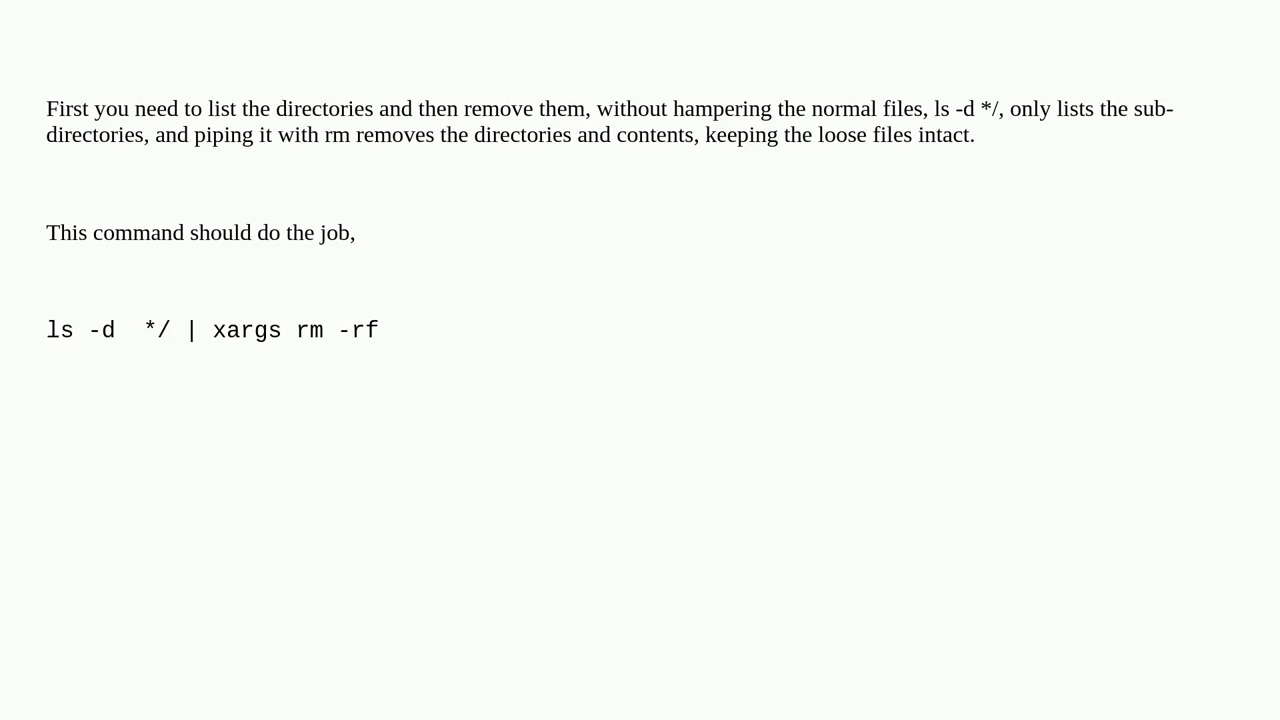 First you need to list the directories and then remove them, without hampering the normal files, ls -d */, only lists the sub-
directories, and piping it with rm removes the directories and contents, keeping the loose files intact.
This command should do the job,
ls -d  */ | xargs rm -rf